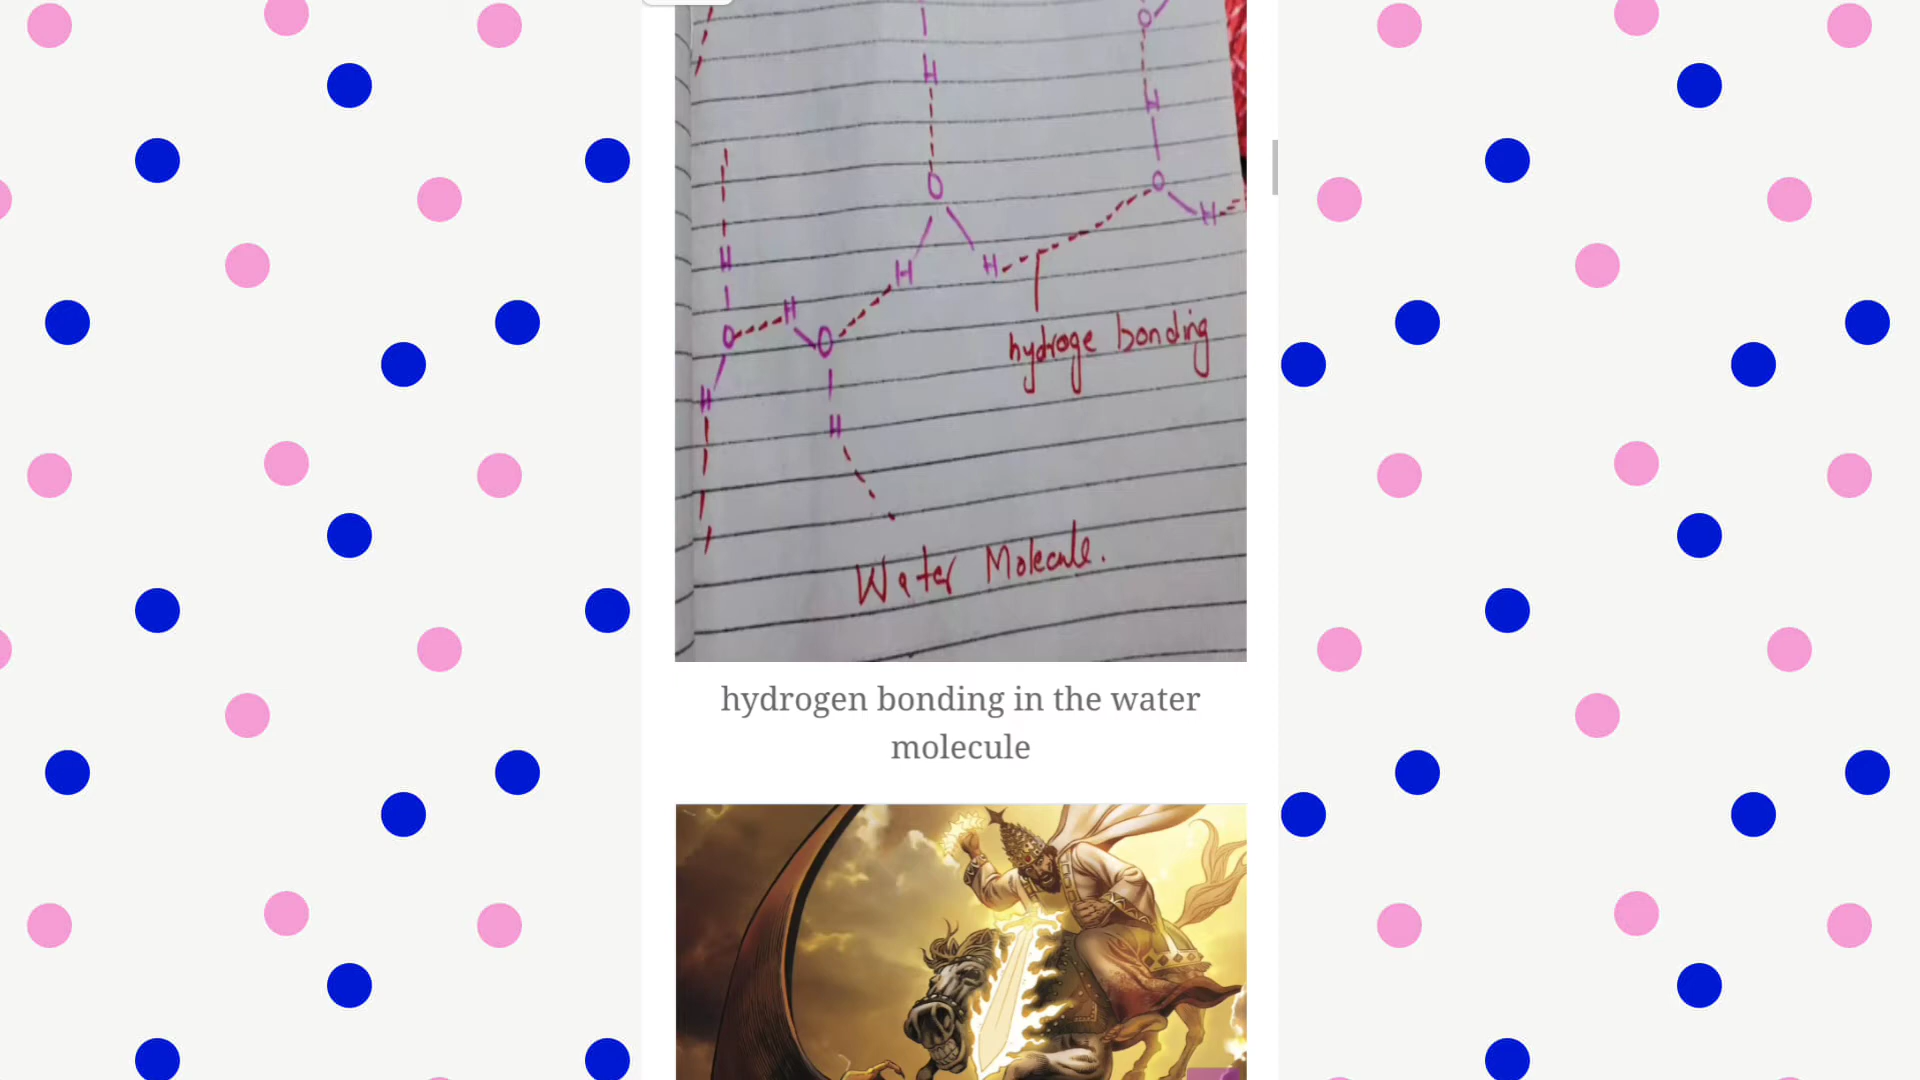 H
O
H
H
O
H
H
O
H
H
H
O
H
O
H
hydroge bonding
Water Molecule.
hydrogen bonding in the water
molecule